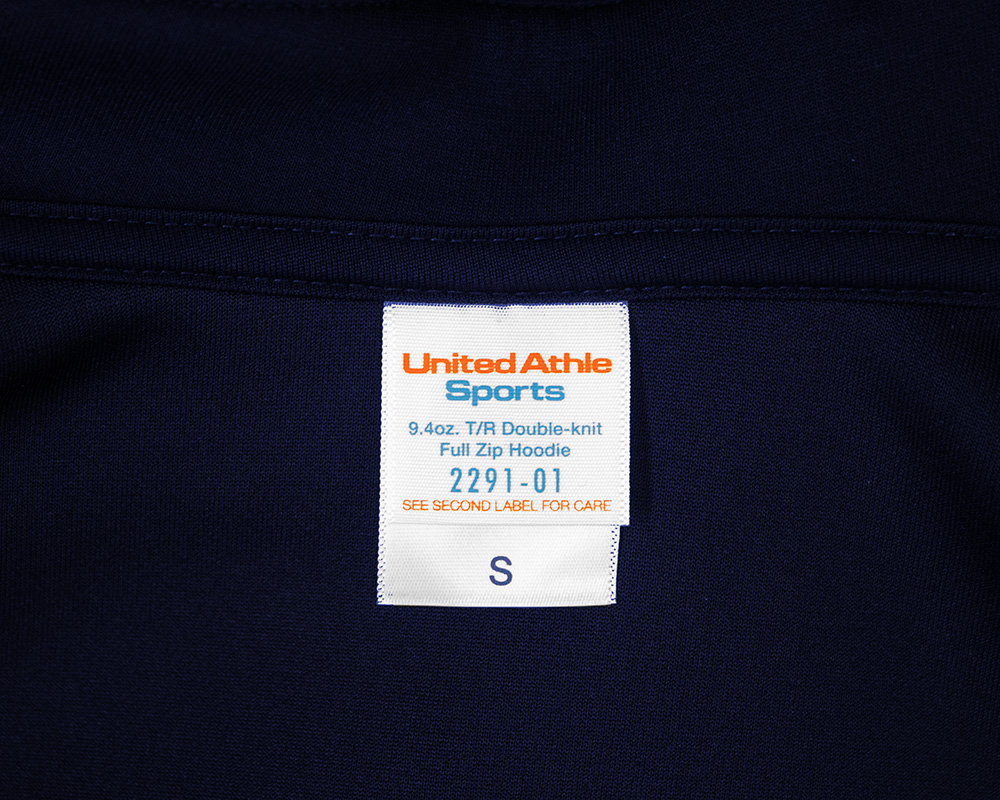 United Athle
Sports
9.4oz. T/R Double-knit
Full Zip Hoodie
2291-01
SEE SECOND LABEL FOR CARE
S